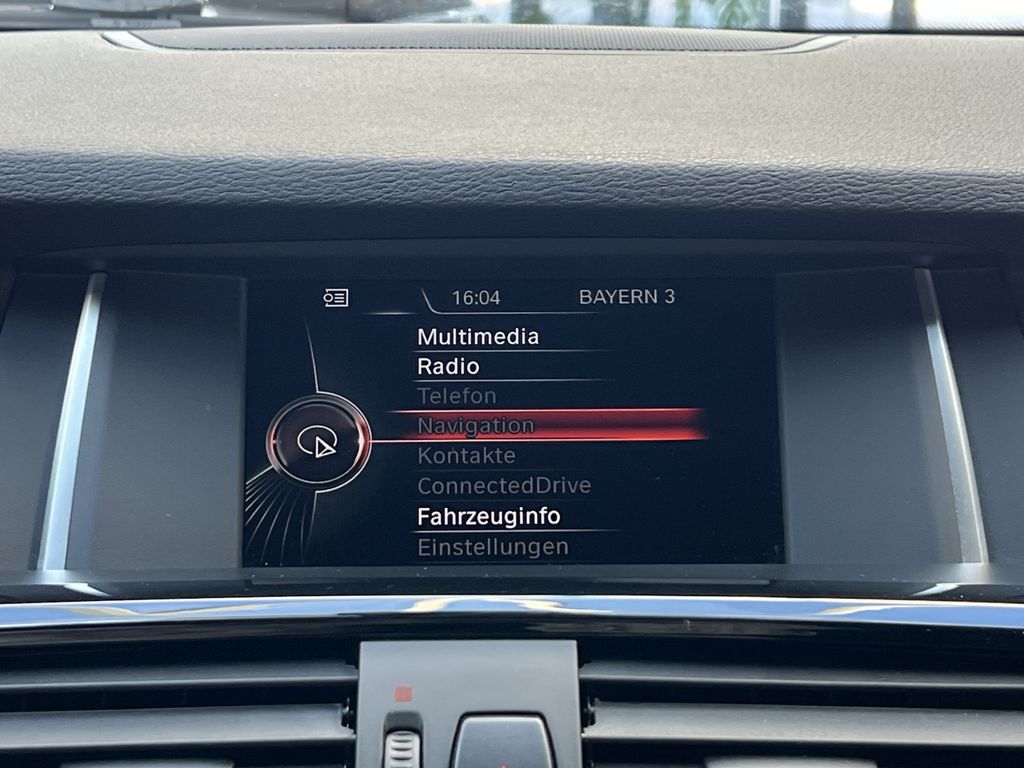 16:04 BAYERN 3
Multimedia
Radio
Telefon
Navigation
Kontakte
ConnectedDrive
Fahrzeuginfo
Einstellungen